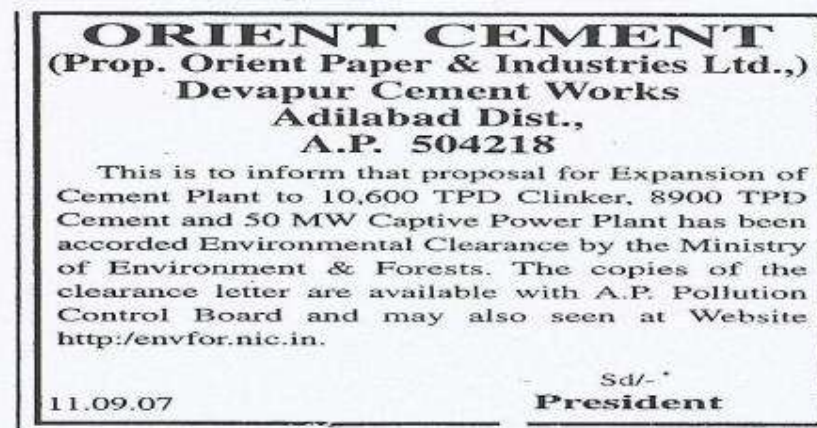 ORIENT CEMENT
(Prop. Orient Paper & Industries Ltd.,)
Devapur Cement Works
Adilabad Dist.,
A.P. 504218
This is to inform that proposal for Expansion of
Cement Plant to 10,600 TPD Clinker, 8900 TPD
Cement and 50 MW Captive Power Plant has been
accorded Environmental Clearance by the Ministry
of Environment & Forests. The copies of the
clearance letter are available with A.P. Pollution
Control Board and may also seen at Website
http:/envfor.nic.in.
Sd/-
11.09.07 President